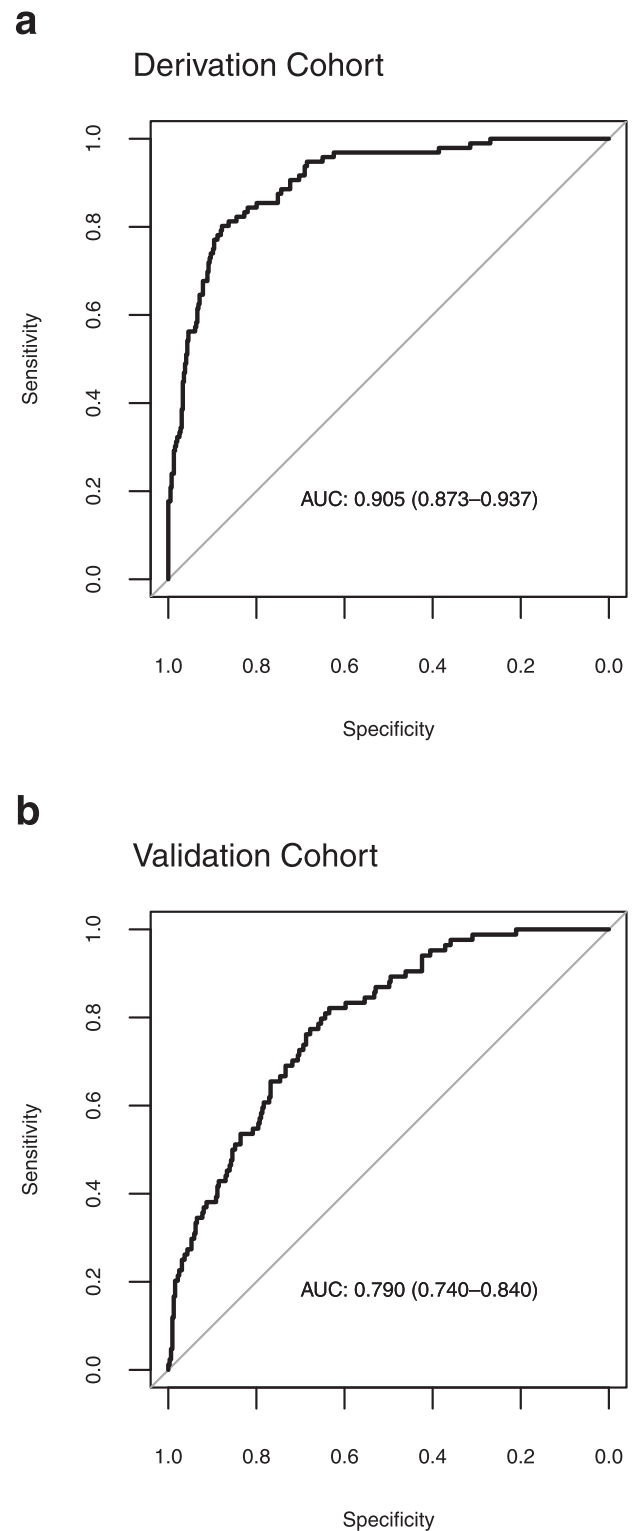 a
Derivation Cohort
1.0
0.8
0.6
0.4
0.2
0.0
Sensitivity
AUC: 0.905 (0.873–0.937)
1.0 0.8 0.6 0.4 0.2 0.0
Specificity
b
Validation Cohort
1.0
0.8
0.6
0.4
0.2
0.0
Sensitivity
AUC: 0.790 (0.740–0.840)
1.0 0.8 0.6 0.4 0.2 0.0
Specificity